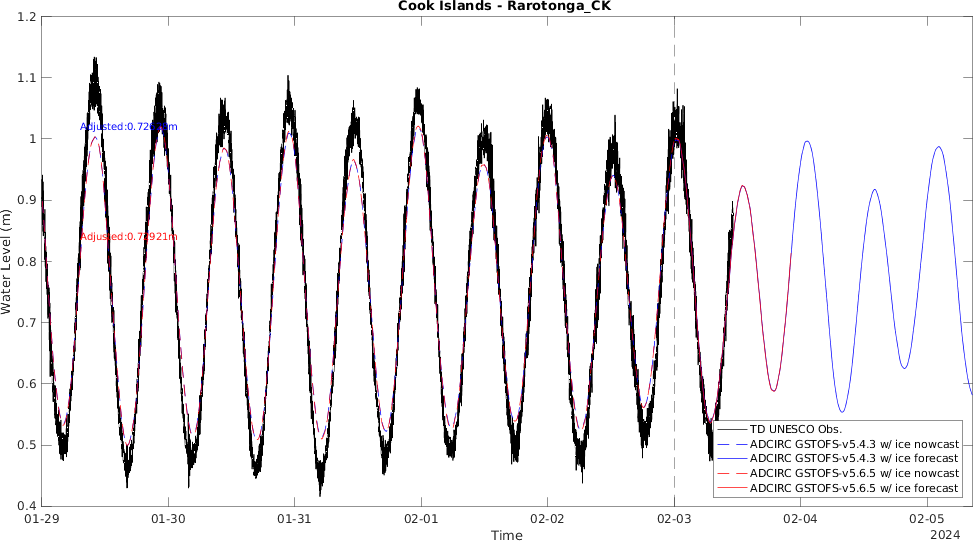 Cook Islands - Rarotonga_CK
1.2
1.1
1
0.9
0.8
0.7
0.6
0.5
0.4
Water Level (m)
Adjusted:0.72
Adjusted:0.7 921m
TD UNESCO Obs.
ADCIRC GSTOFS-v5.4.3 w/ ice nowcast
ADCIRC GSTOFS-v5.4.3 w/ ice forecast
ADCIRC GSTOFS-v5.6.5 w/ ice nowcast
ADCIRC GSTOFS-v5.6.5 w/ ice forecast
01-29 01-30 01-31 02-01 02-02 02-03 02-04 02-05
Time
2024